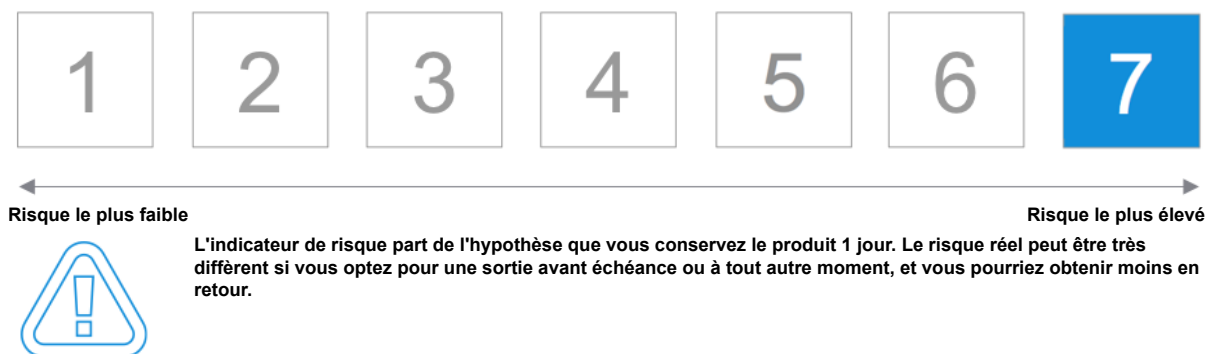 1 2 3 4 5 6 7
Risque le plus faible Risque le plus élevé
L'indicateur de risque part de l'hypothèse que vous conservez le produit 1 jour. Le risque réel peut être très
diffèrent si vous optez pour une sortie avant échéance ou à tout autre moment, et vous pourriez obtenir moins en
retour.